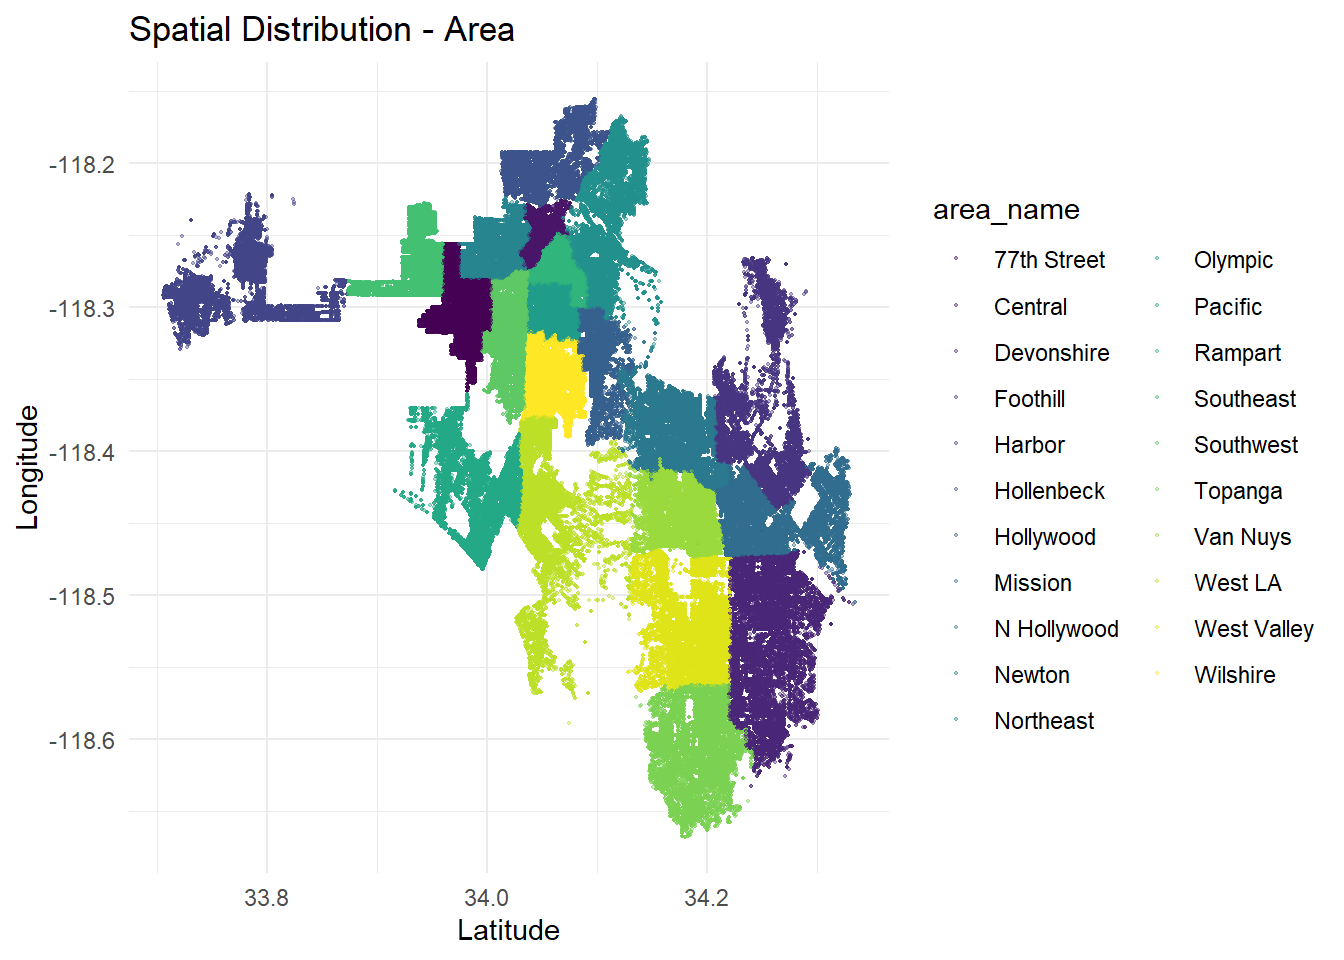 Spatial Distribution - Area
-118.2
-118.3
-118.4
-118.5
-118.6
Longitude
33.8
34.0
34.2
Latitude
area_name
77th Street
Central
Devonshire
Foothill
Harbor
Hollenbeck
Hollywood
Mission
N Hollywood
Newton
Northeast
Olympic
Pacific
Rampart
Southeast
Southwest
Topanga
Van Nuys
West LA
West Valley
Wilshire